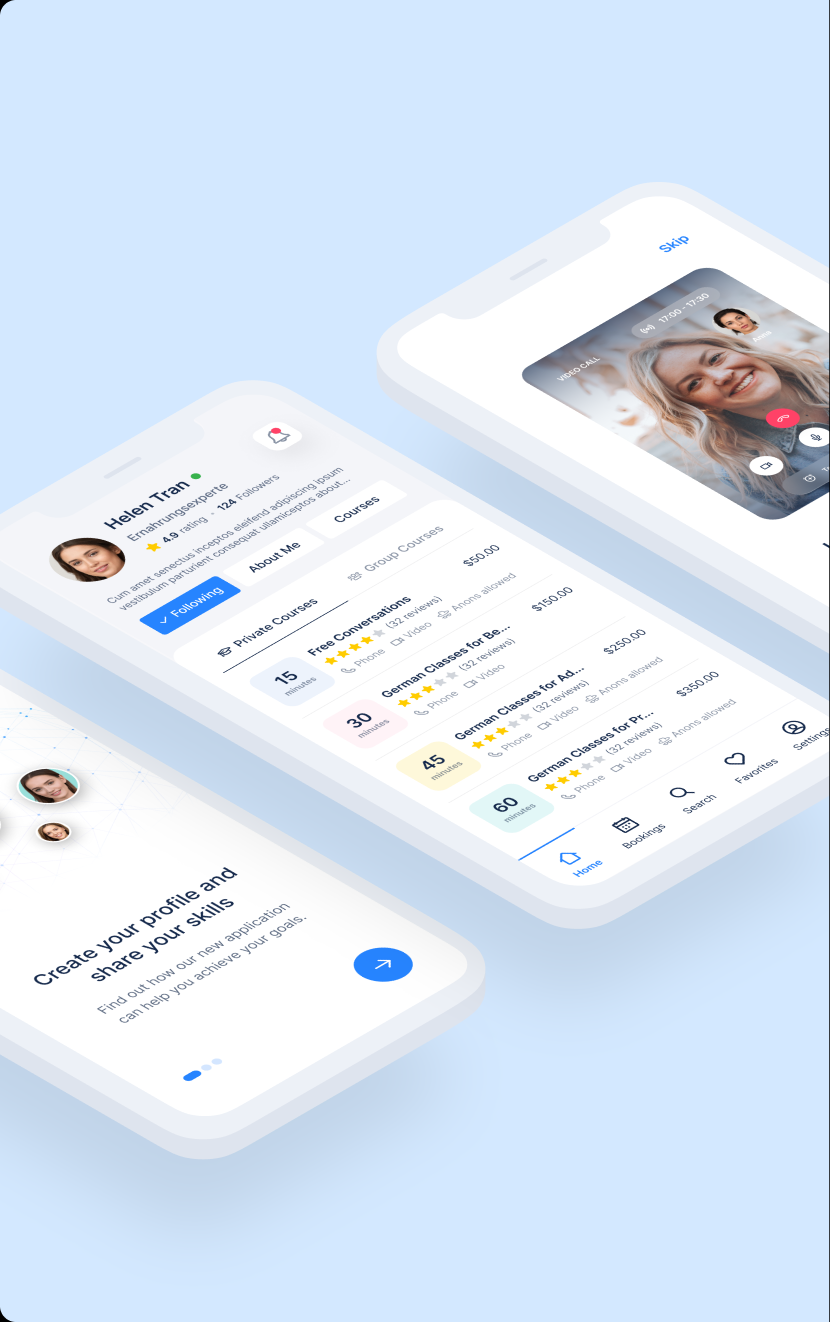 Skip
17:00 - 17:30
VIDEO CALL
Helen Tran
Ernahrungsexperte
4.9 rating • 124 Followers
Cum amet senectus inceptos eleifend adipiscing ipsum
vestibulum parturient consequat ullamiceptos about...
Following
About Me
Courses
Private Courses
Group Courses
15
minutes
Free Conversations
$50.00
(32 reviews)
Phone
Video
Anons allowed
30
minutes
German Classes for Be...
$150.00
(32 reviews)
Phone
Video
45
minutes
German Classes for Ad...
$250.00
(32 reviews)
Phone
Video
Anons allowed
60
minutes
German Classes for Pr...
$350.00
(32 reviews)
Phone
Video
Anons allowed
Home
Bookings
Search
Favorites
Settings
Create your profile and
share your skills
Find out how our new application
can help you achieve your goals.